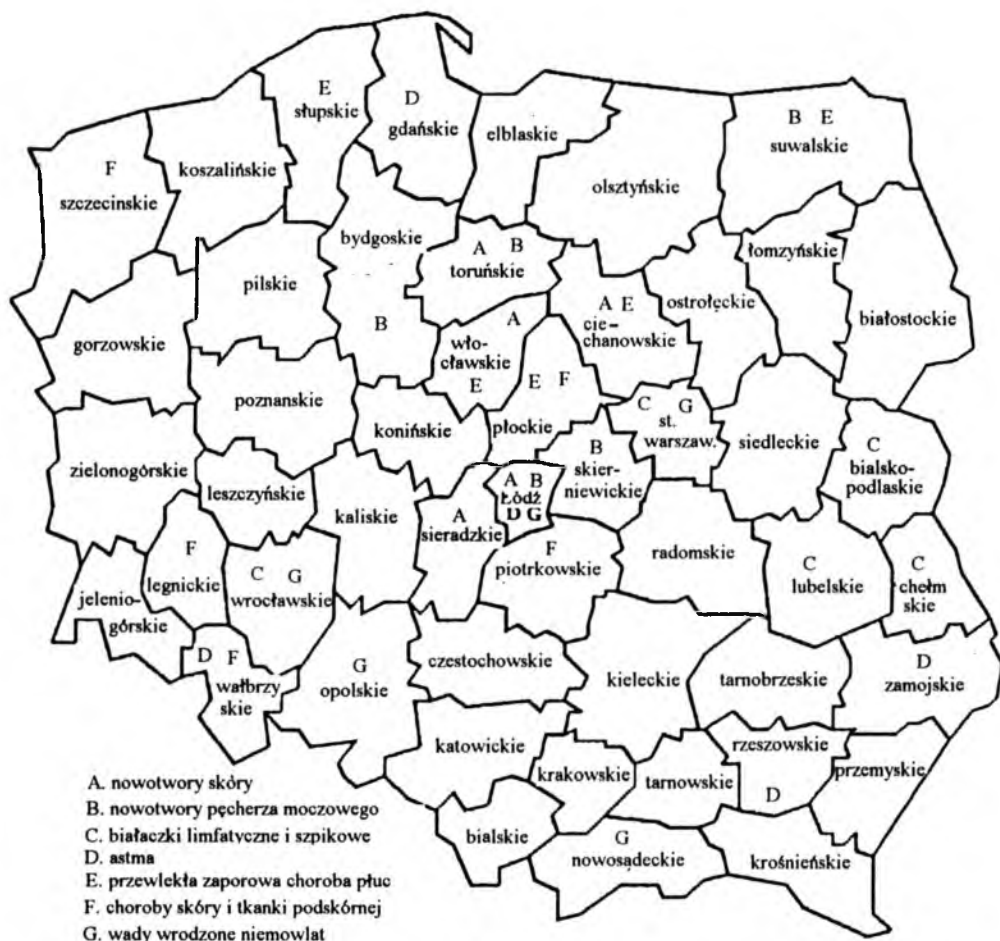 E
słupskie
D
gdańskie
elbląskie
B E
suwalskie
F
szczecinskie
koszalińskie
olsztyńskie
bydgoskie
B
A B
toruńskie
łomżyńskie
pilskie
A E
cie-
chanowskie
ostrołęckie
białostockie
gorzowskie
A
wło-
cławskie
E
E F
płockie
poznanskie
konińskie
C G
st.
warszaw.
siedleckie
C
bialsko-
podlaskie
zielonogórskie
leszczyńskie
kaliskie
A
sieradzkie
A B
Łódź
D G
B
skier-
niewickie
F
legnickie
C G
wrocławskie
F
piotrkowskie
radomskie
C
lubelskie
C
chełm
skie
jelenio-
górskie
D F
wałbrzy
skie
G
opolskie
czestochowskie
kieleckie
tarnobrzeskie
D
zamojskie
katowickie
krakowskie
tarnowskie
rzeszowskie
D
przemyskie
bialskie
G
nowosądeckie
krośnieńskie
A. nowotwory skóry
B. nowotwory pęcherza moczowego
C. białaczki limfatyczne i szpikowe
D. astma
E. przewlekła zaporowa choroba płuc
F. choroby skóry i tkanki podskórnej
G. wady wrodzone niemowlat